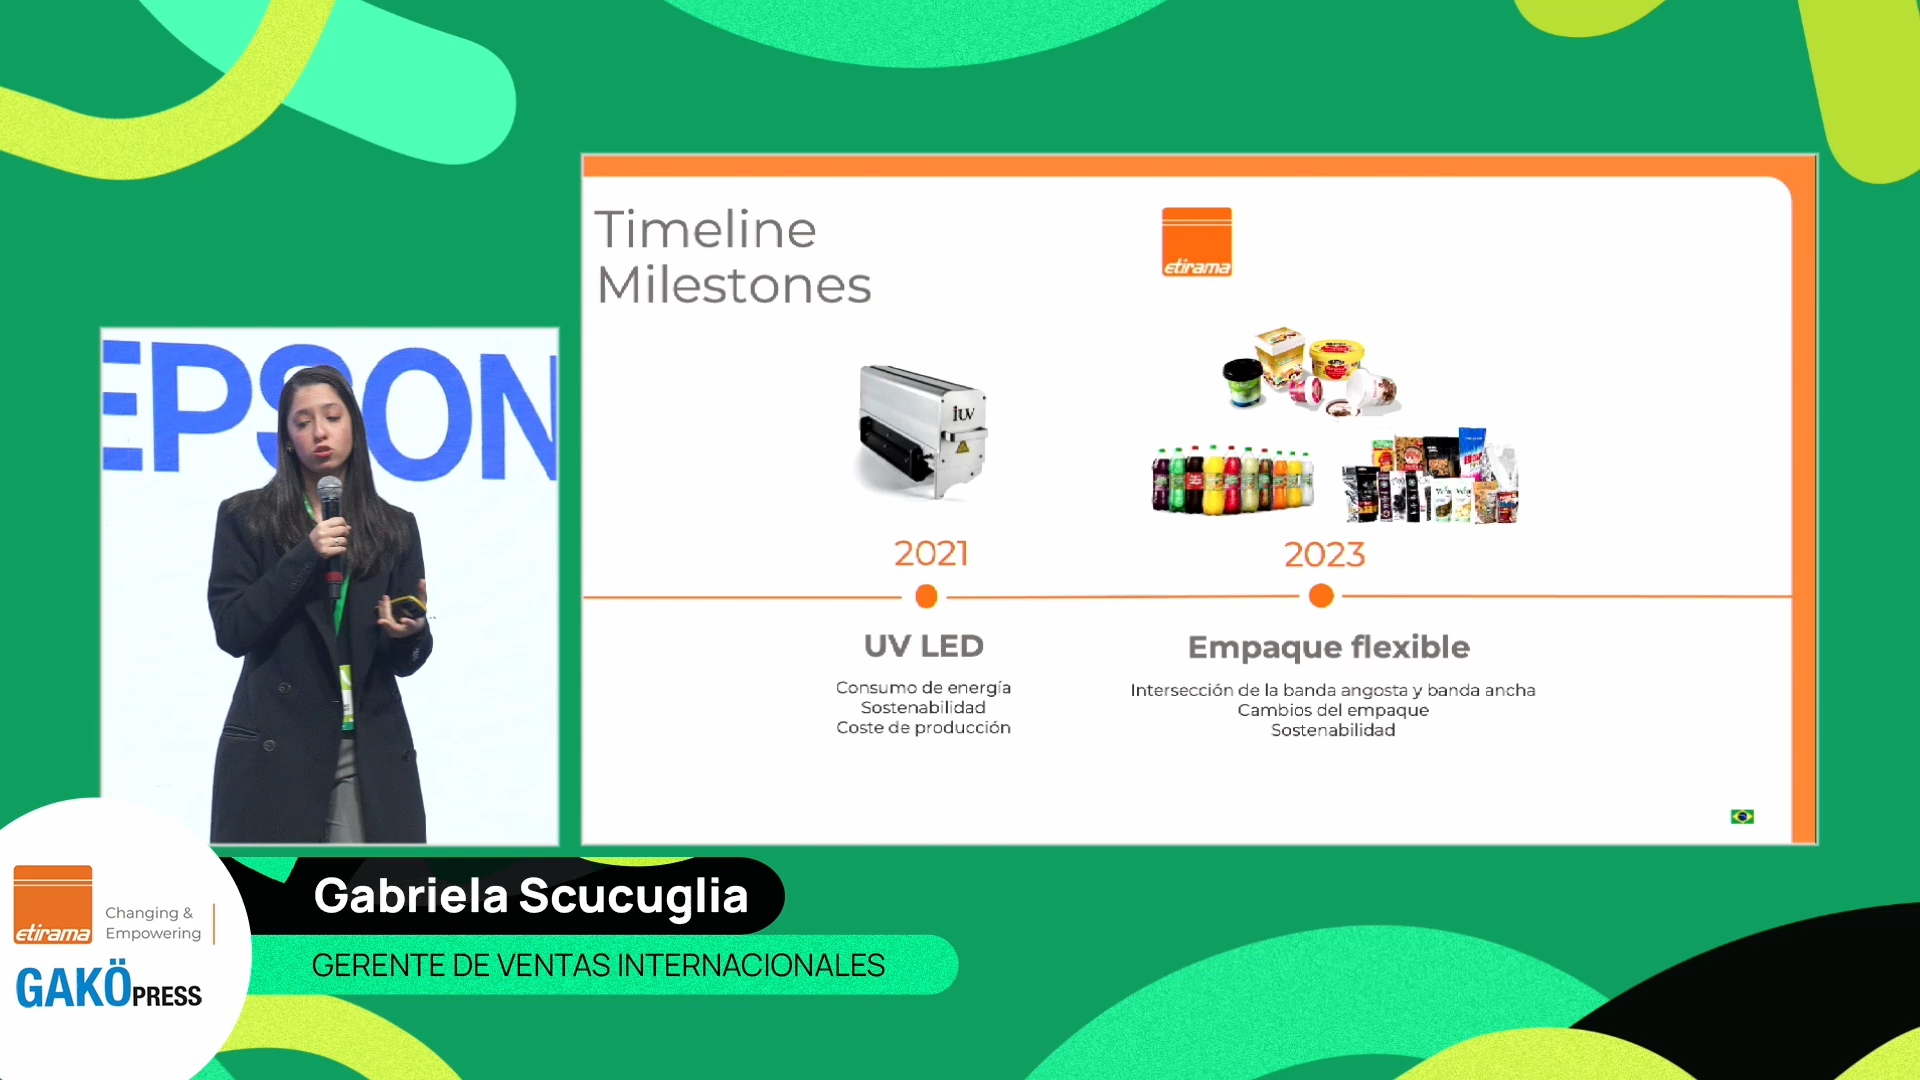 Timeline
Milestones
etirama
EPSON
iUV
2021
2023
UV LED
Consumo de energía
Sostenabilidad
Coste de producción
Empaque flexible
Intersección de la banda angosta y banda ancha
Cambios del empaque
Sostenabilidad
etirama
Changing &
Empowering
GAKÖPRESS
Gabriela Scucuglia
GERENTE DE VENTAS INTERNACIONALES